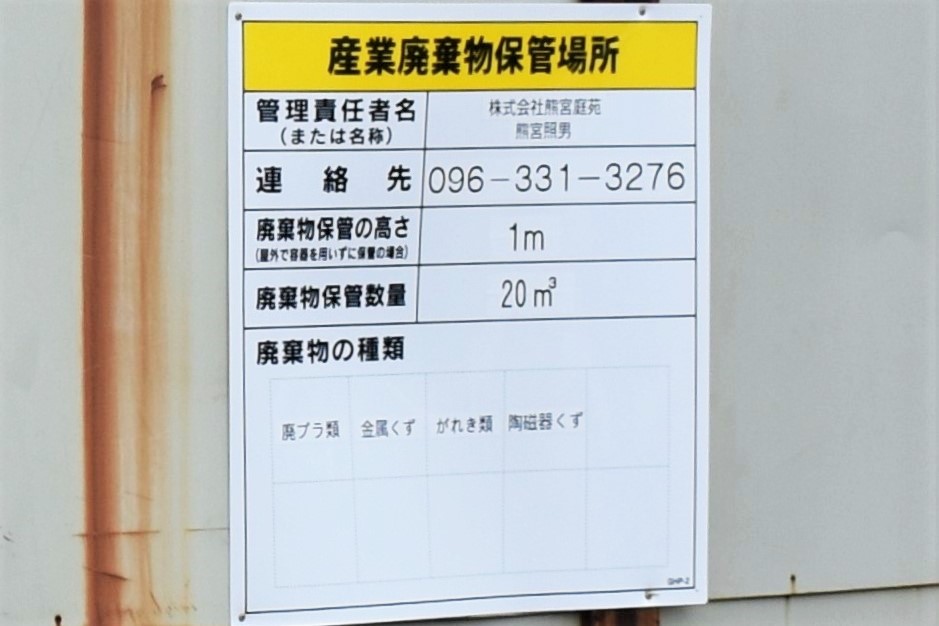 産業廃棄物保管場所
管理責任者名
(または名称)
株式会社熊宮庭苑
熊宮照男
連絡先
096-331-3276
廃棄物保管の高さ
(屋外で容器を用いずに保管の場合)
1m
廃棄物保管数量
20m³
廃棄物の種類
廃プラ類 金属くず がれき類 陶磁器くず
GHP-2